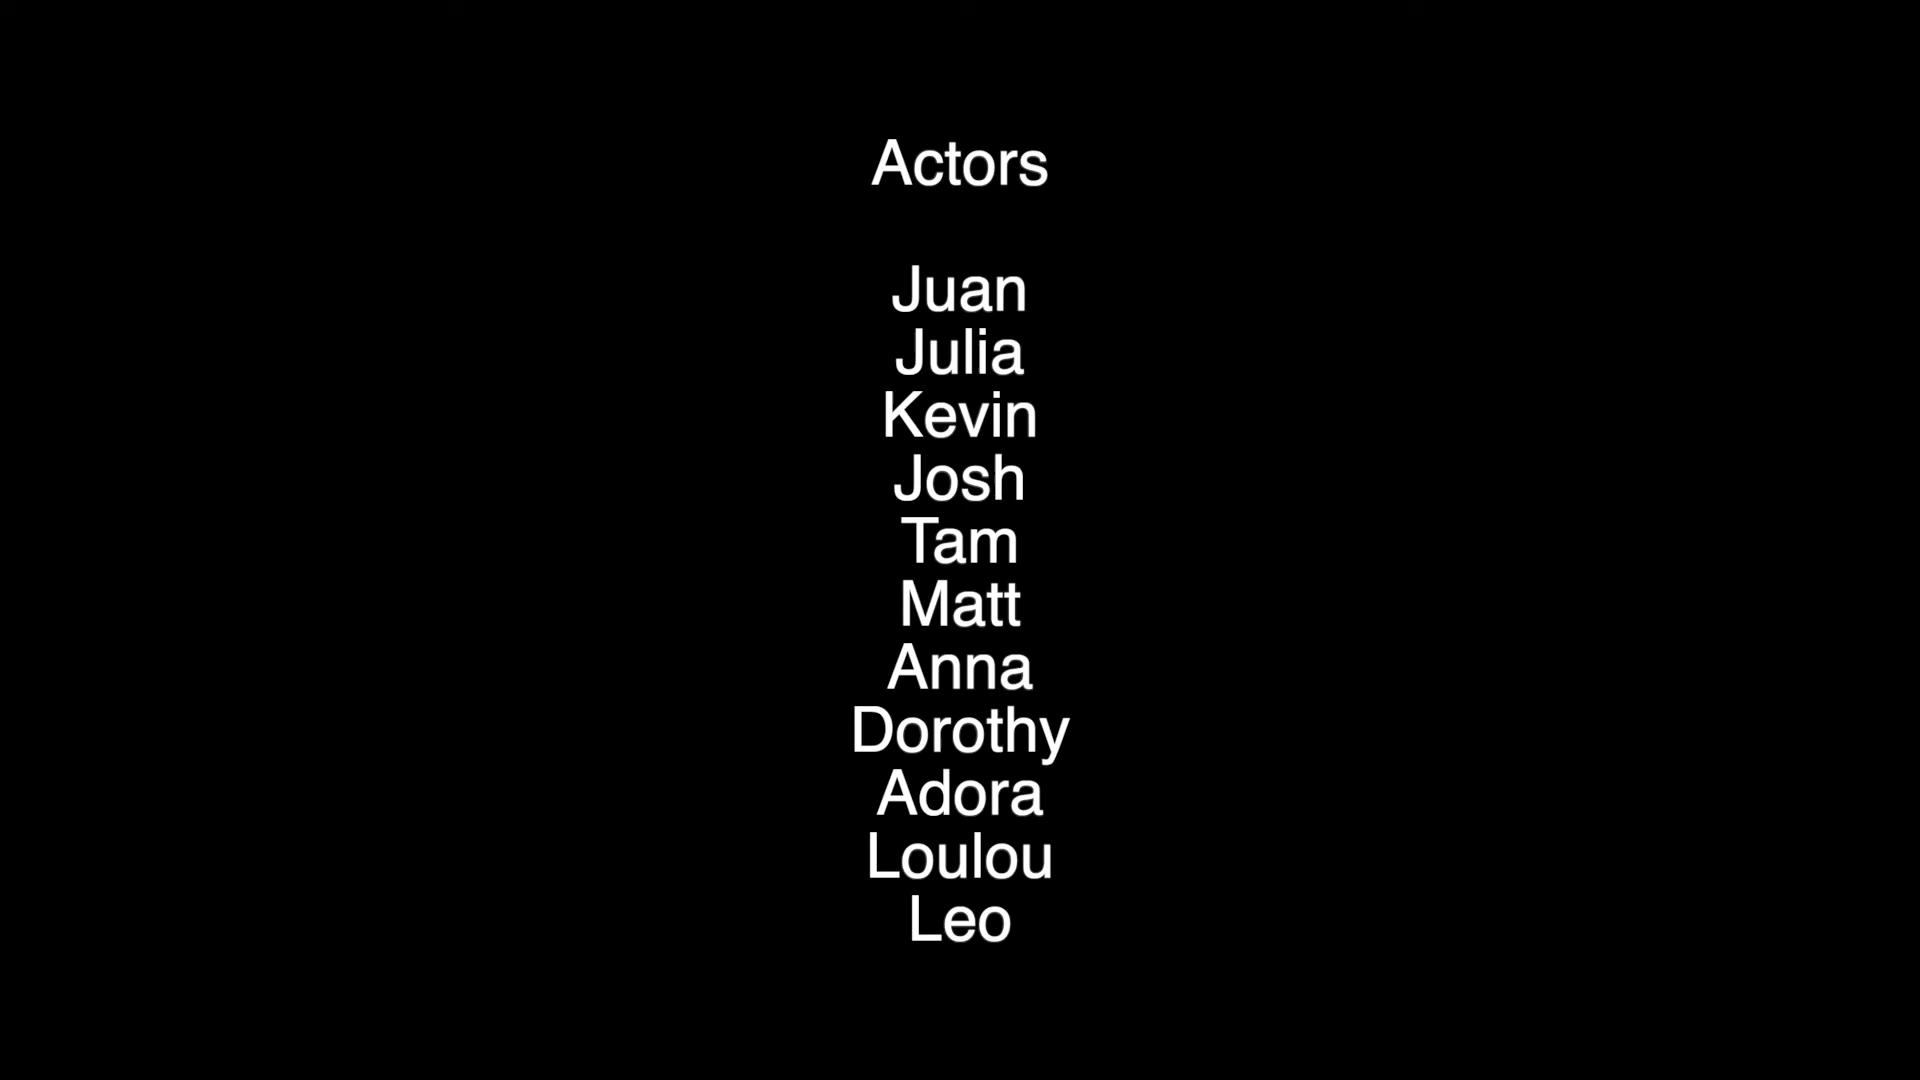 Actors
Juan
Julia
Kevin
Josh
Tam
Matt
Anna
Dorothy
Adora
Loulou
Leo